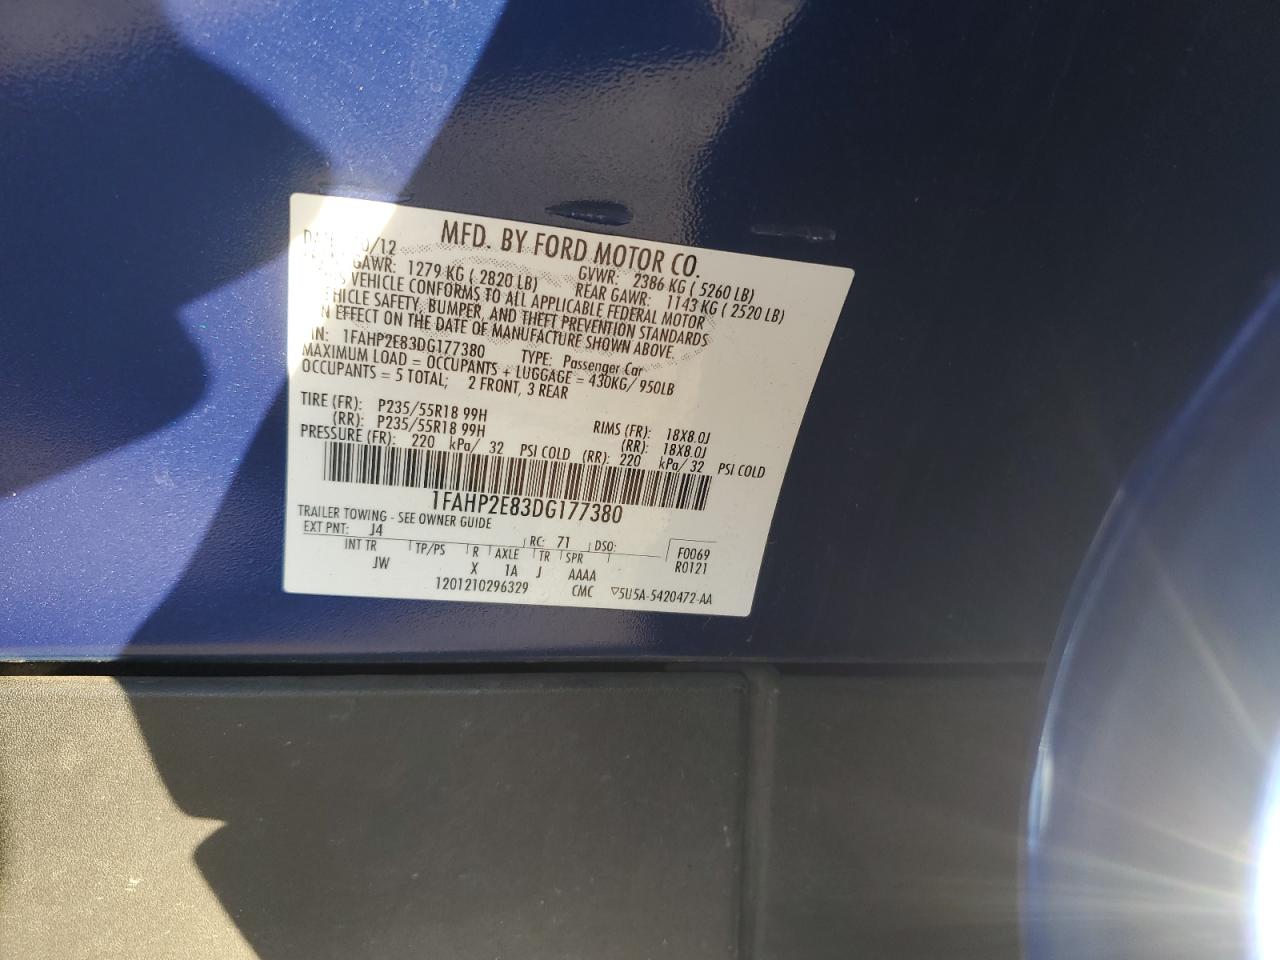 MFD. BY FORD MOTOR CO.
GAWR: 1279 KG ( 2820 LB) GVWR: 2386 KG ( 5260 LB)
REAR GAWR: 1143 KG ( 2520 LB)
VEHICLE CONFORMS TO ALL APPLICABLE FEDERAL MOTOR
VEHICLE SAFETY, BUMPER, AND THEFT PREVENTION STANDARDS
IN EFFECT ON THE DATE OF MANUFACTURE SHOWN ABOVE.
VIN: 1FAHP2E83DG177380 TYPE: Passenger Car
MAXIMUM LOAD = OCCUPANTS + LUGGAGE = 430KG/950LB
OCCUPANTS = 5 TOTAL; 2 FRONT, 3 REAR
TIRE (FR): P235/55R18 99H RIMS (FR): 18X8.0J
(RR): P235/55R18 99H (RR): 18X8.0J
PRESSURE (FR): 220 kPa/ 32 PSI COLD (RR): 220 kPa/ 32 PSI COLD
1FAHP2E83DG177380
TRAILER TOWING - SEE OWNER GUIDE
EXT PNT: J4 RC: 71 DSO: F0069
INT TR TP/PS R AXLE TR SPR R0121
JW X 1A J AAAA
1201210296329 CMC ▽5U5A-5420472-AA